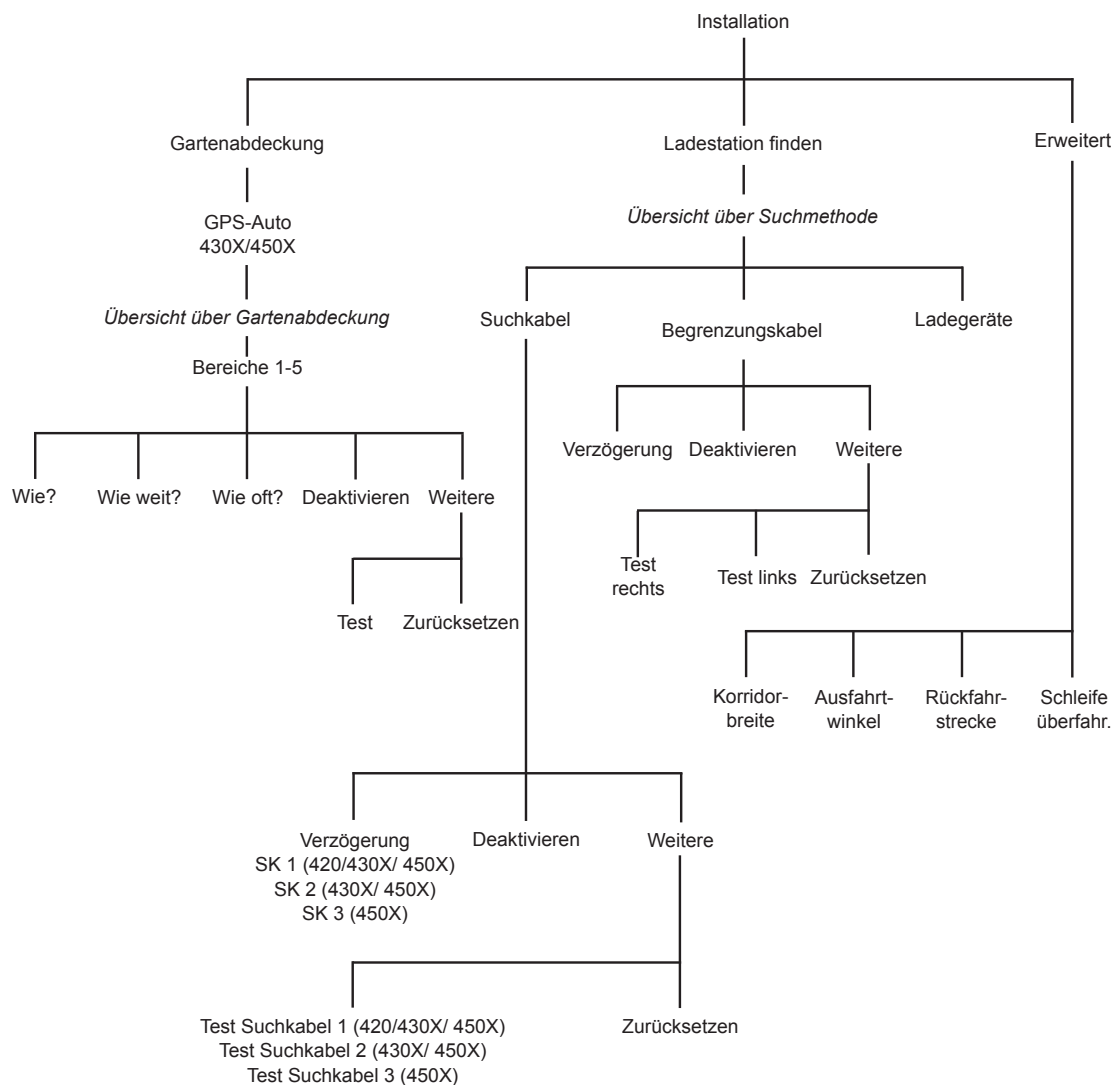 Installation
Gartenabdeckung
Ladestation finden
Erweitert
GPS-Auto
430X/450X
Übersicht über Suchmethode
Übersicht über Gartenabdeckung
Suchkabel
Begrenzungskabel
Ladegeräte
Bereiche 1-5
Verzögerung
Deaktivieren
Weitere
Wie?
Wie weit?
Wie oft?
Deaktivieren
Weitere
Test
rechts
Test links
Zurücksetzen
Test
Zurücksetzen
Korridor-
breite
Ausfahrt-
winkel
Rückfahr-
strecke
Schleife
überfahr.
Verzögerung
SK 1 (420/430X/ 450X)
SK 2 (430X/ 450X)
SK 3 (450X)
Deaktivieren
Weitere
Test Suchkabel 1 (420/430X/ 450X)
Test Suchkabel 2 (430X/ 450X)
Test Suchkabel 3 (450X)
Zurücksetzen